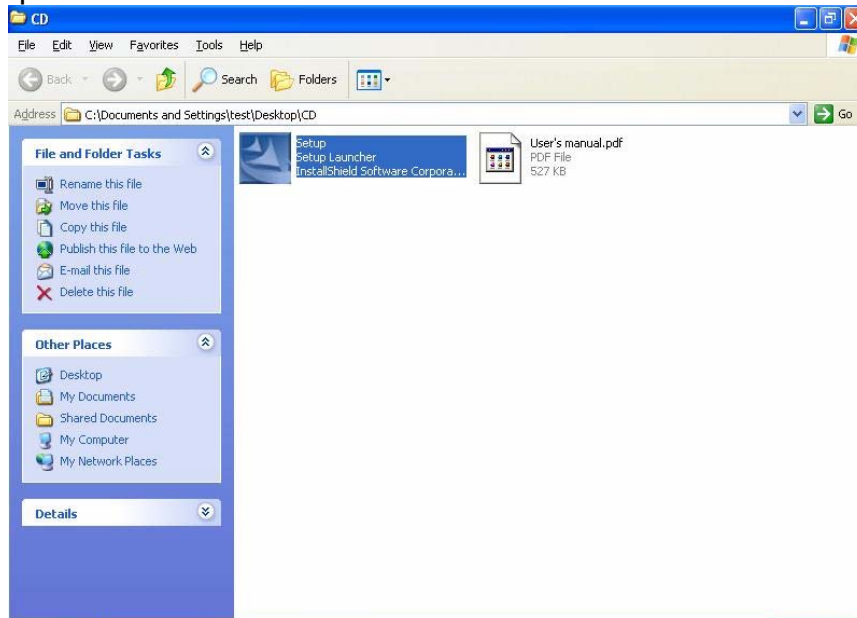 CD
File Edit View Favorites Tools Help
Back Search Folders
Address C:\Documents and Settings\test\Desktop\CD Go
File and Folder Tasks
Rename this file
Move this file
Copy this file
Publish this file to the Web
E-mail this file
Delete this file
Other Places
Desktop
My Documents
Shared Documents
My Computer
My Network Places
Details
Setup
Setup Launcher
InstallShield Software Corpora...
User's manual.pdf
PDF File
527 KB